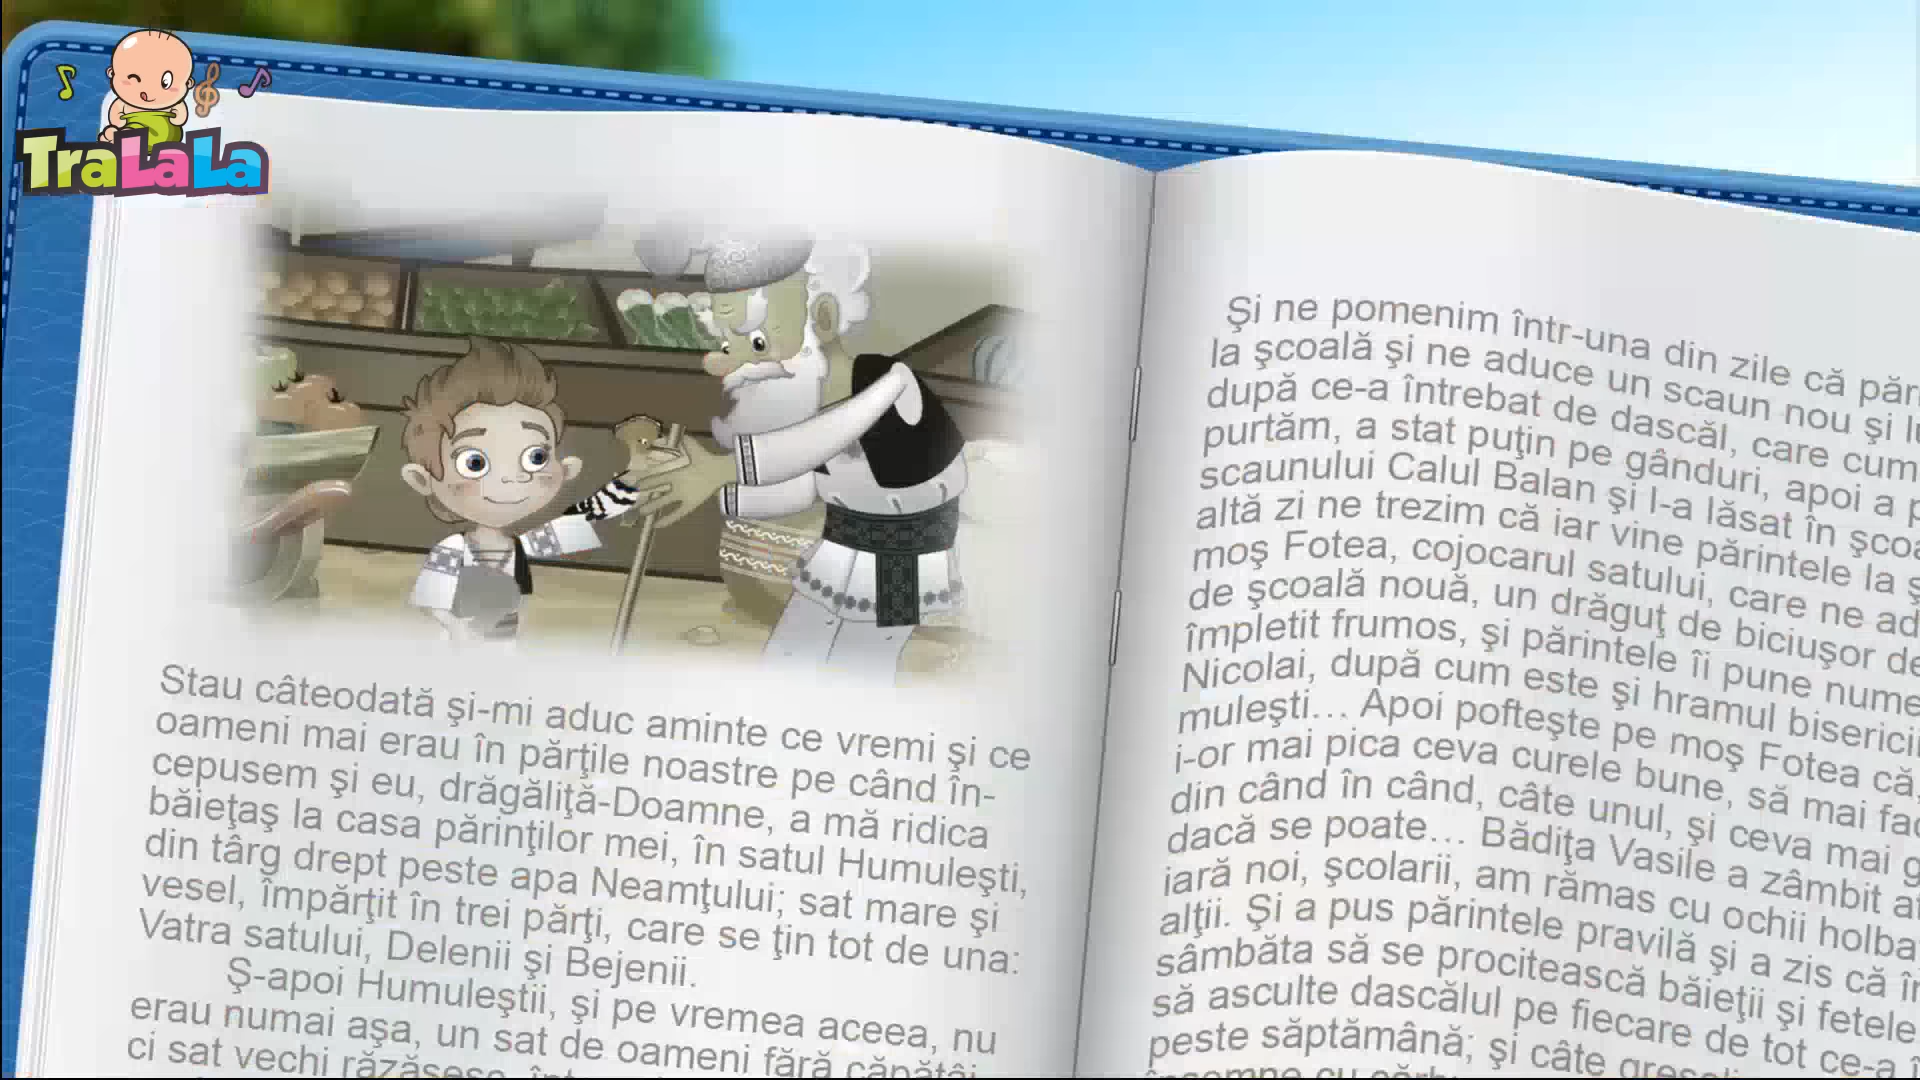 TraLaLa
Stau câteodată şi-mi aduc aminte ce vremi şi ce
oameni mai erau în părţile noastre pe când în-
cepusem şi eu, drăgăliţă-Doamne, a mă ridica
băieţaş la casa părinţilor mei, în satul Humuleşti,
din târg drept peste apa Neamţului; sat mare şi
vesel, împărţit în trei părţi, care se ţin tot de una:
Vatra satului, Delenii şi Bejenii.
Ş-apoi Humuleştii, şi pe vremea aceea, nu
erau numai aşa, un sat de oameni fără căpătâi,
ci sat vechi răzăsesc,
Şi ne pomenim într-una din zile că
la şcoală şi ne aduce un scaun nou şi
după ce-a întrebat de dascăl, care cum
purtăm, a stat puţin pe gânduri, apoi a
scaunului Calul Balan şi l-a lăsat în
altă zi ne trezim că iar vine părintele la
moş Fotea, cojocarul satului, care ne
de şcoală nouă, un drăguţ de biciuşor
împletit frumos, şi părintele îi pune
Nicolai, după cum este şi hramul
muleşti... Apoi pofteşte pe moş Fotea că,
i-or mai pica ceva curele bune, să mai
din când în când, câte unul, şi ceva mai
dacă se poate... Bădiţa Vasile a zâmbit
iară noi, şcolarii, am rămas cu ochii
alţii. Şi a pus părintele pravilă şi a zis că
sâmbăta să se procitească băieţii şi fetele
să asculte dascălul pe fiecare de tot ce-a
peste săptămână; şi câte